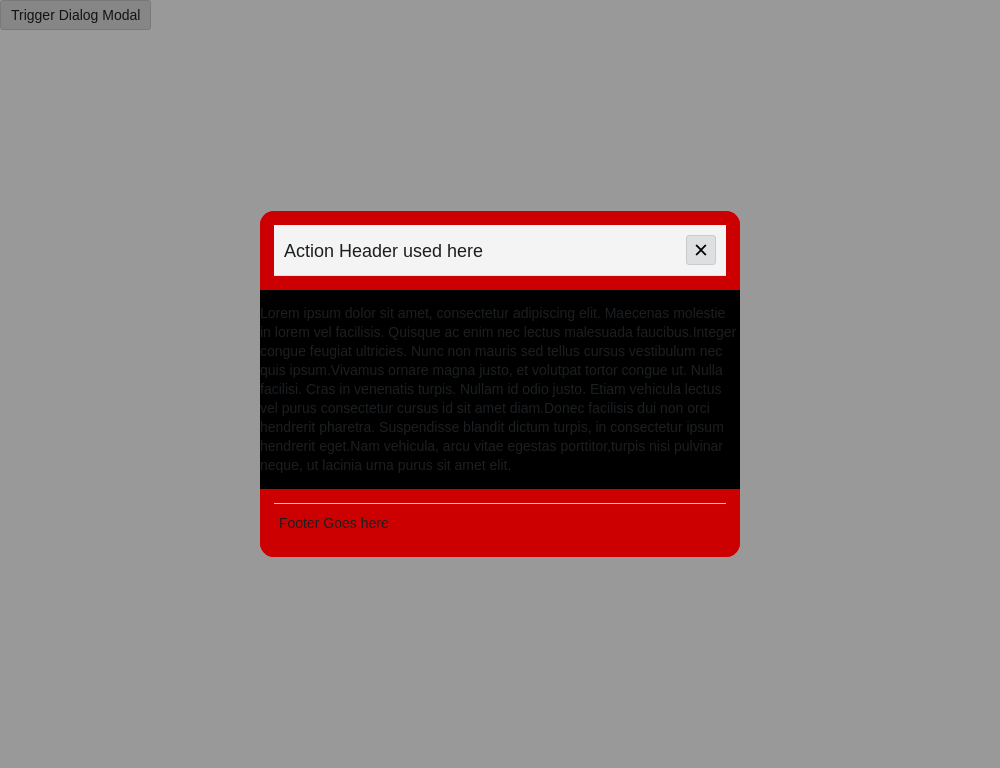 Trigger Dialog Modal
Action Header used here
Lorem ipsum dolor sit amet, consectetur adipiscing elit. Maecenas molestie
in lorem vel facilisis. Quisque ac enim nec lectus malesuada faucibus.Integer
congue feugiat ultricies. Nunc non mauris sed tellus cursus vestibulum nec
quis ipsum.Vivamus ornare magna justo, et volutpat tortor congue ut. Nulla
facilisi. Cras in venenatis turpis. Nullam id odio justo. Etiam vehicula lectus
vel purus consectetur cursus id sit amet diam.Donec facilisis dui non orci
hendrerit pharetra. Suspendisse blandit dictum turpis, in consectetur ipsum
hendrerit eget.Nam vehicula, arcu vitae egestas porttitor,turpis nisi pulvinar
neque, ut lacinia urna purus sit amet elit.
Footer Goes here